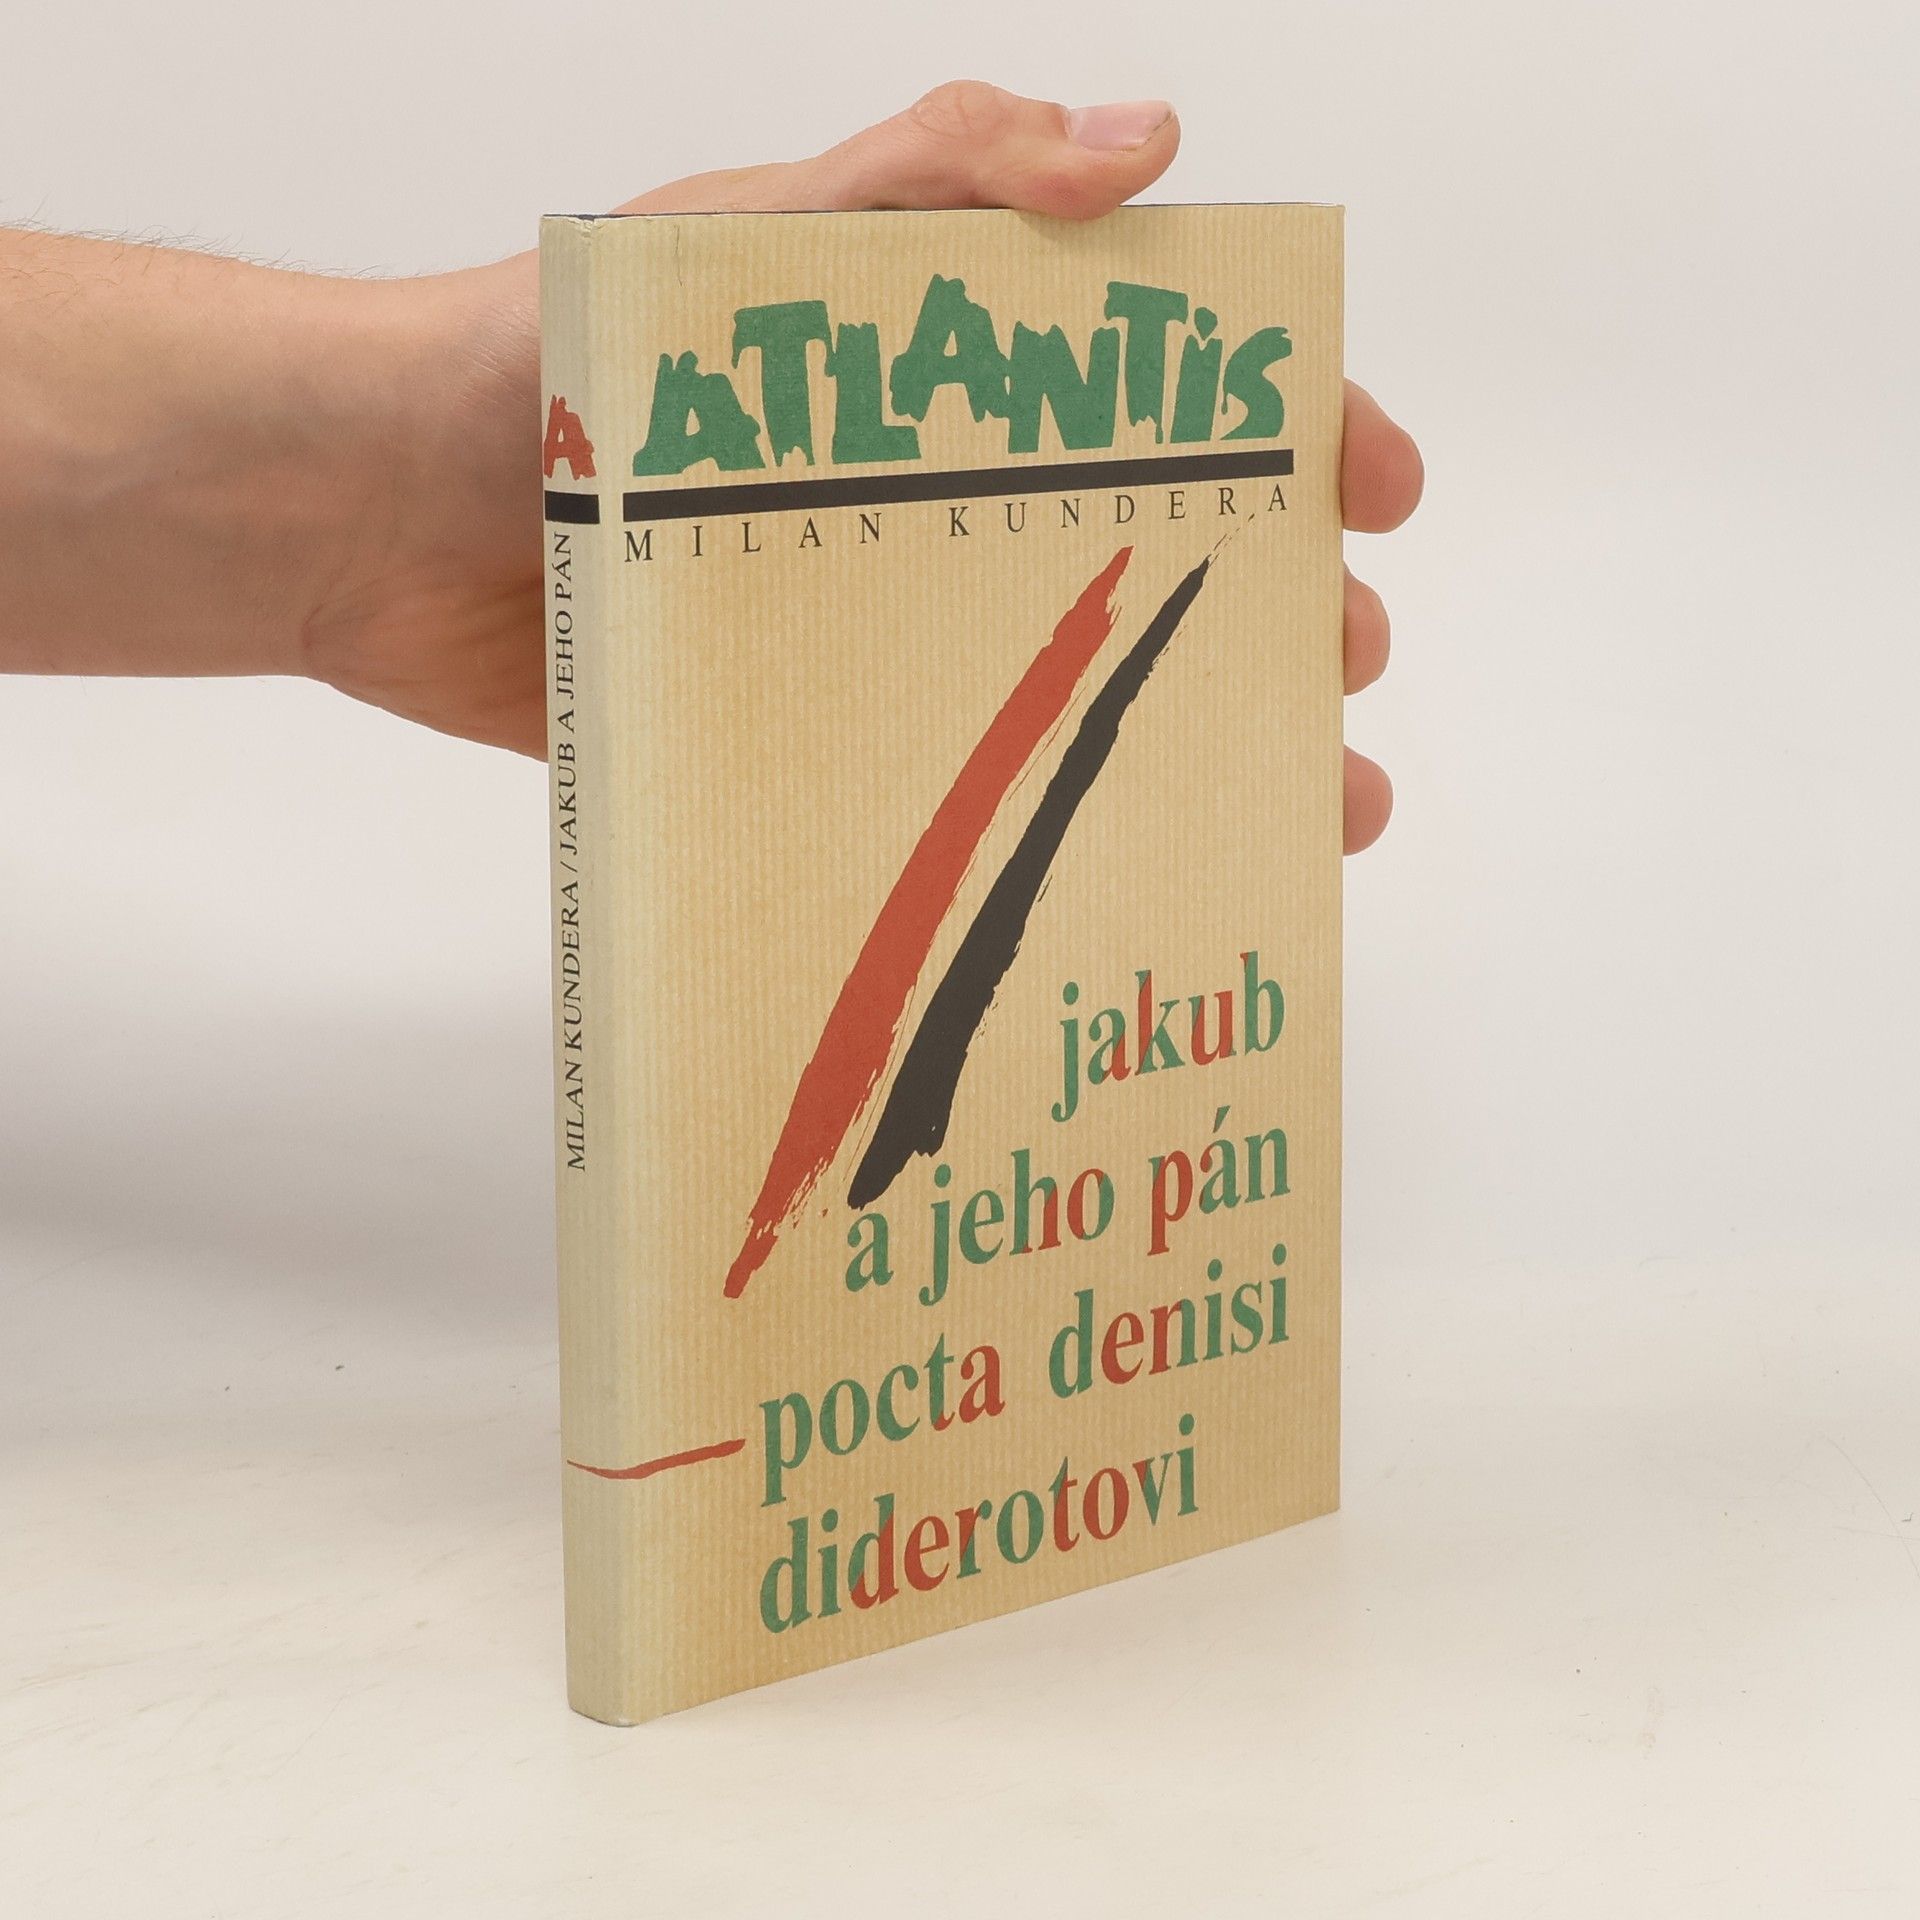 ATLANTiS
MILAN KUNDERA
jakub
a jeho pán
pocta denisi
diderotovi
A
MILAN KUNDERA / JAKUB A JEHO PÁN